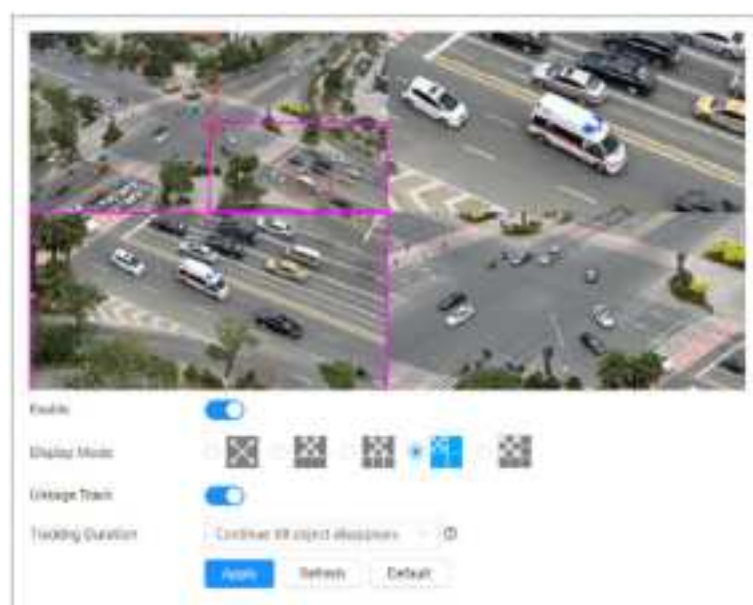 Enable
Display Mode
Linkage Track
Tracking Duration
Continue till object disappears
Apply
Refresh
Default